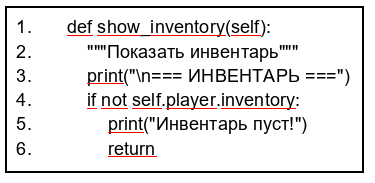 1. def show_inventory(self):
2. """Показать инвентарь"""
3. print("\n=== ИНВЕНТАРЬ ===")
4. if not self.player.inventory:
5. print("Инвентарь пуст!")
6. return